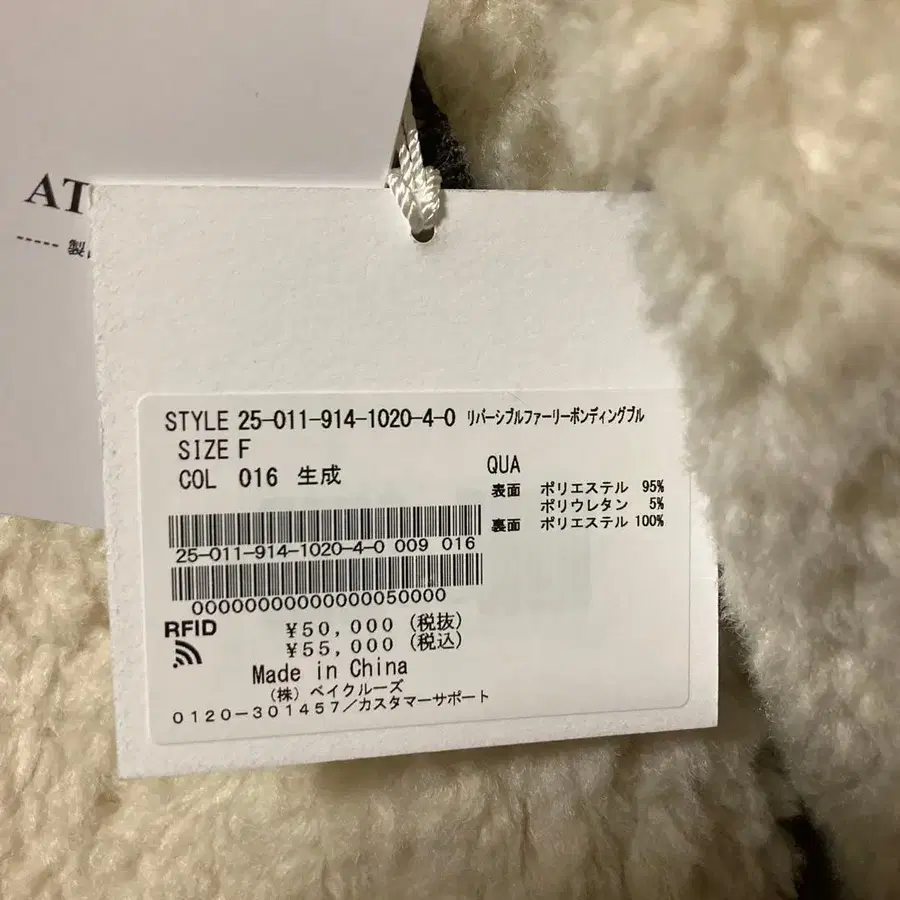 AT
----- 製
STYLE 25-011-914-1020-4-0 リバーシブルファーリーボンディングブル
SIZE F
COL 016 生成
QUA
表面 ポリエステル 95%
ポリウレタン 5%
裏面 ポリエステル 100%
25-011-914-1020-4-0 009 016
00000000000000050000
RFID
¥50,000 (税抜)
¥55,000 (税込)
Made in China
(株) ベイクルーズ
0120-301457/カスタマーサポート